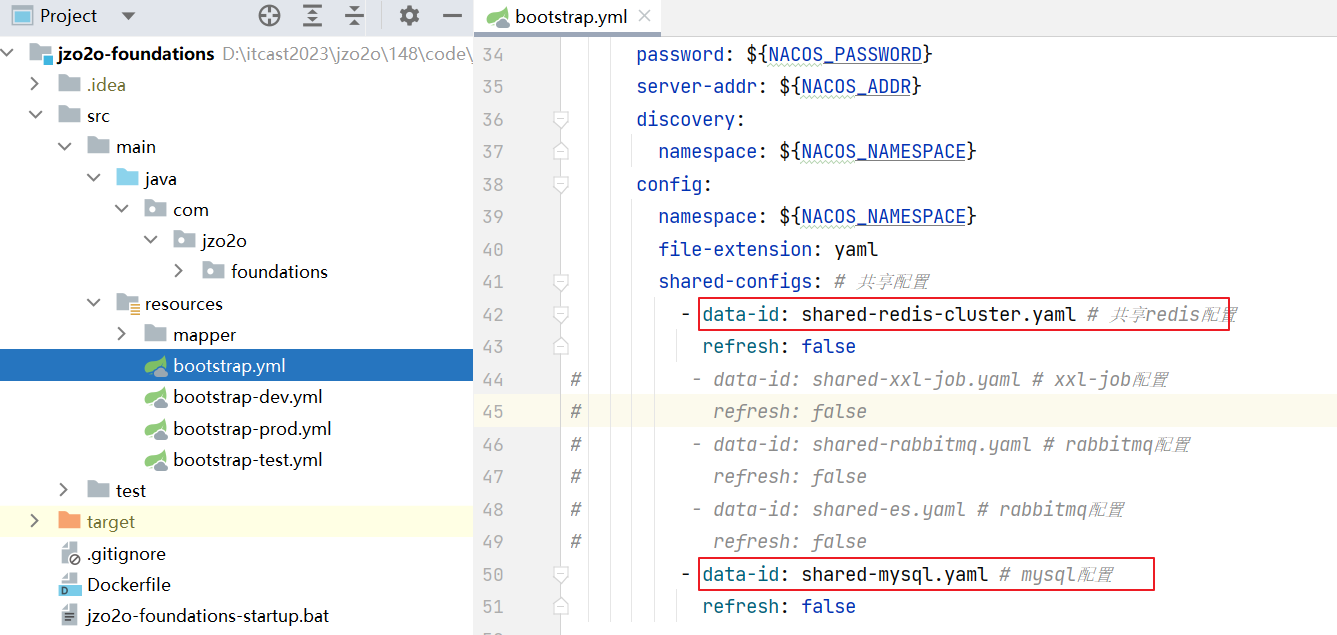 Project
jzo2o-foundations D:\itcast2023\jzo2o\148\code\
.idea
src
main
java
com
jzo2o
foundations
resources
mapper
bootstrap.yml
bootstrap-dev.yml
bootstrap-prod.yml
bootstrap-test.yml
test
target
.gitignore
Dockerfile
jzo2o-foundations-startup.bat
bootstrap.yml
34 password: ${NACOS_PASSWORD}
35 server-addr: ${NACOS_ADDR}
36 discovery:
37 namespace: ${NACOS_NAMESPACE}
38 config:
39 namespace: ${NACOS_NAMESPACE}
40 file-extension: yaml
41 shared-configs: # 共享配置
42 - data-id: shared-redis-cluster.yaml # 共享redis配置
43 refresh: false
44 # - data-id: shared-xxl-job.yaml # xxl-job配置
45 # refresh: false
46 # - data-id: shared-rabbitmq.yaml # rabbitmq配置
47 # refresh: false
48 # - data-id: shared-es.yaml # rabbitmq配置
49 # refresh: false
50 - data-id: shared-mysql.yaml # mysql配置
51 refresh: false